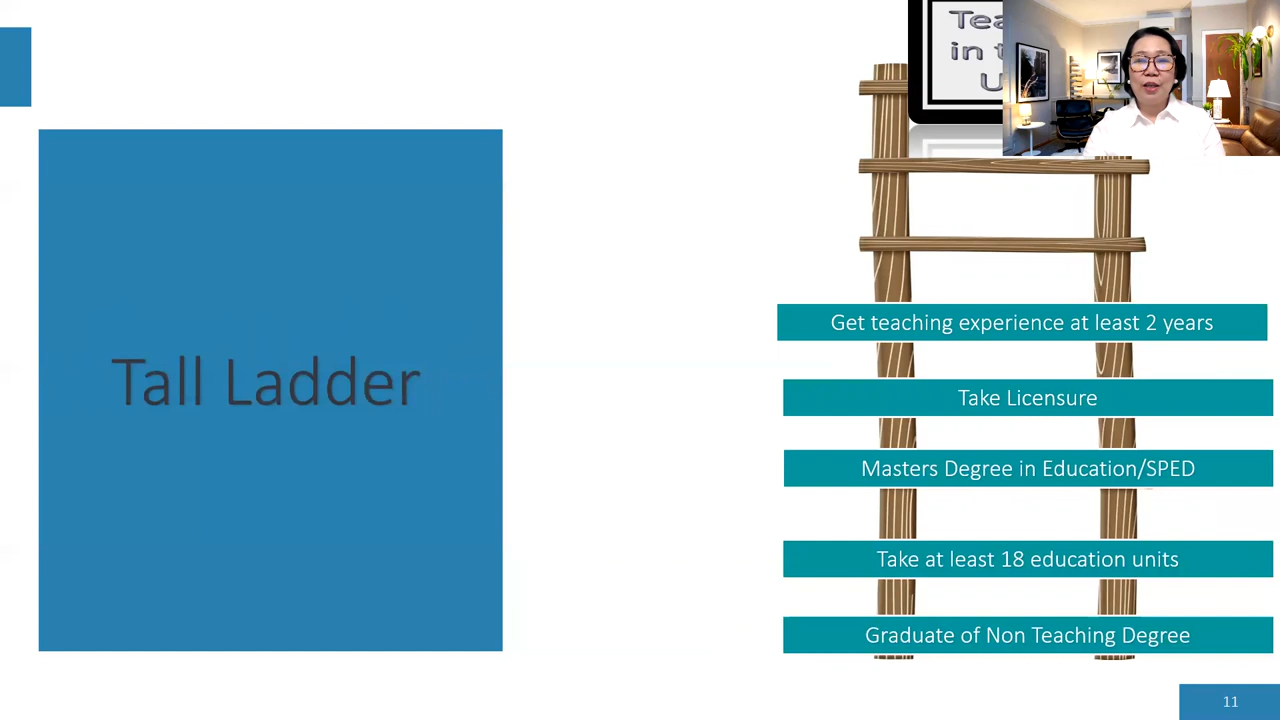 in
Tall Ladder
Get teaching experience at least 2 years
Take Licensure
Masters Degree in Education/SPED
Take at least 18 education units
Graduate of Non Teaching Degree
11